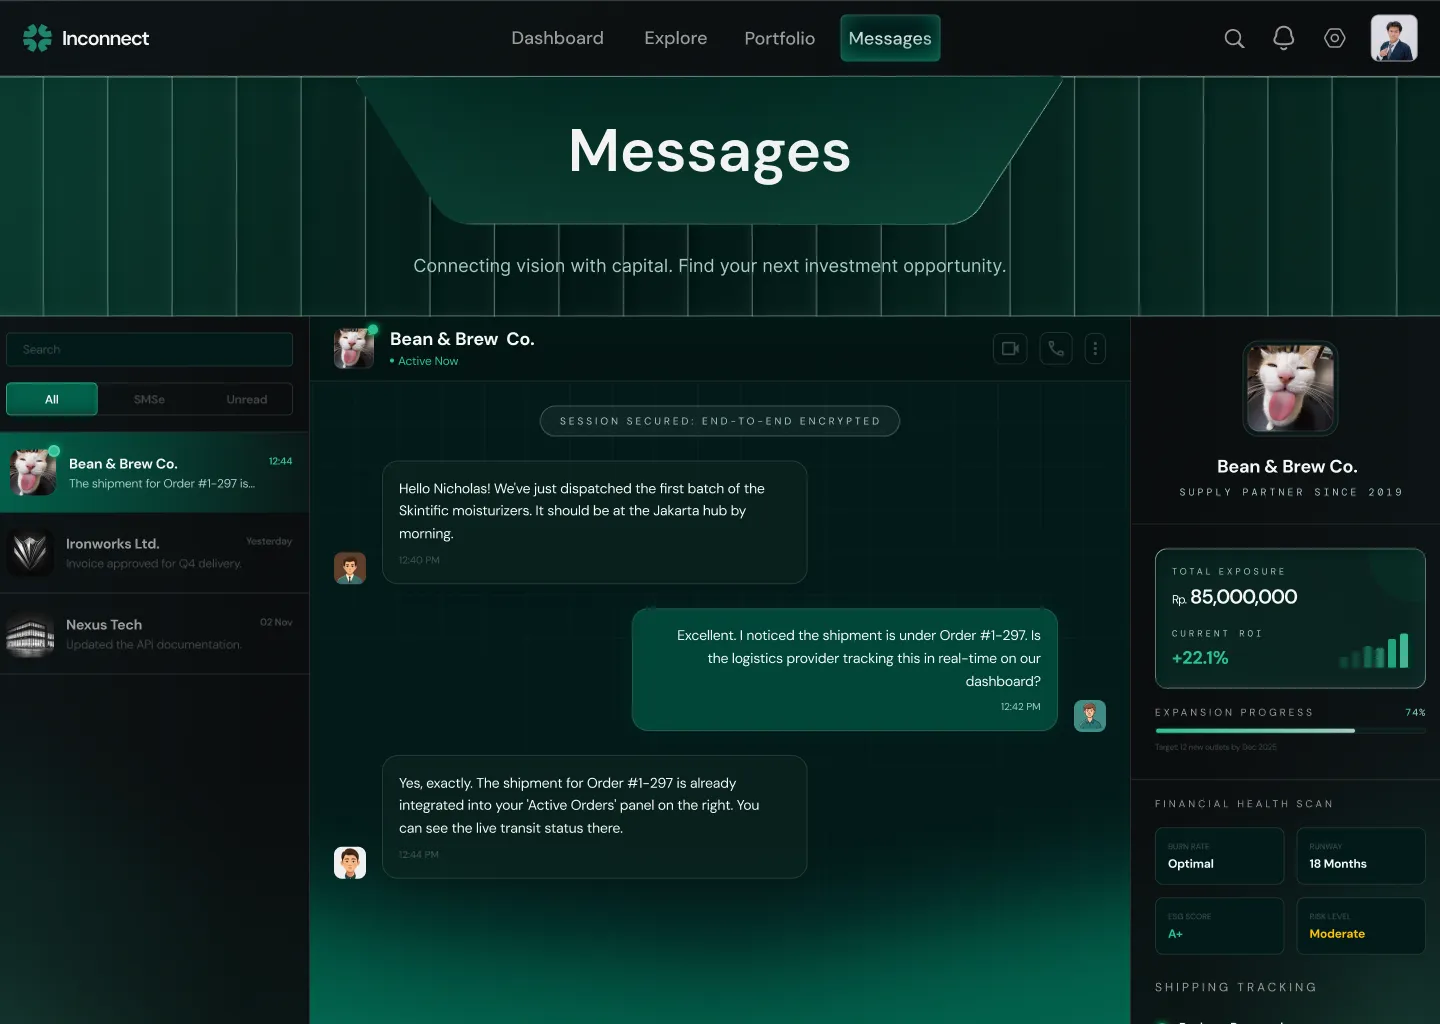 Inconnect
Dashboard
Explore
Portfolio
Messages
Messages
Connecting vision with capital. Find your next investment opportunity.
Search
All
SMSe
Unread
Bean & Brew Co.
12:44
The shipment for Order #1-297 is...
Ironworks Ltd.
Yesterday
Invoice approved for Q4 delivery.
Nexus Tech
02 Nov
Updated the API documentation.
Bean & Brew Co.
• Active Now
SESSION SECURED: END-TO-END ENCRYPTED
Hello Nicholas! We've just dispatched the first batch of the
Skintific moisturizers. It should be at the Jakarta hub by
morning.
12:40 PM
Excellent. I noticed the shipment is under Order #1-297. Is
the logistics provider tracking this in real-time on our
dashboard?
12:42 PM
Yes, exactly. The shipment for Order #1-297 is already
integrated into your 'Active Orders' panel on the right. You
can see the live transit status there.
12:44 PM
Bean & Brew Co.
SUPPLY PARTNER SINCE 2019
TOTAL EXPOSURE
Rp. 85,000,000
CURRENT ROI
+22.1%
EXPANSION PROGRESS
74%
Target: 12 new outlets by Dec 2025
FINANCIAL HEALTH SCAN
BURN RATE
Optimal
RUNWAY
18 Months
ESG SCORE
A+
RISK LEVEL
Moderate
SHIPPING TRACKING